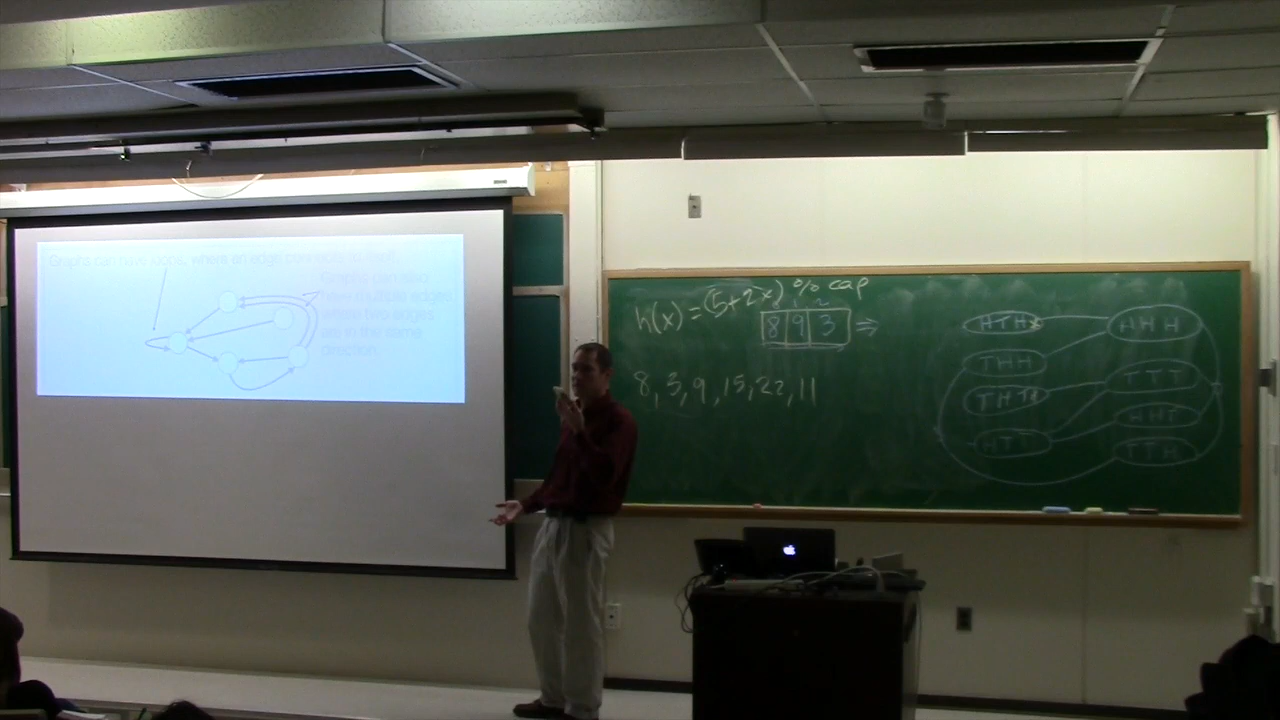 Graphs can have loops, where an edge connects to itself
Graphs can also
have multiple edges
where two edges
are in the same
direction
h(x) = (5+2x) % cap
1 2
8 9 3 ⇒
8, 3, 9, 15, 22, 11
HTH HHH
THH
TTT
HHT
HTT
TTH